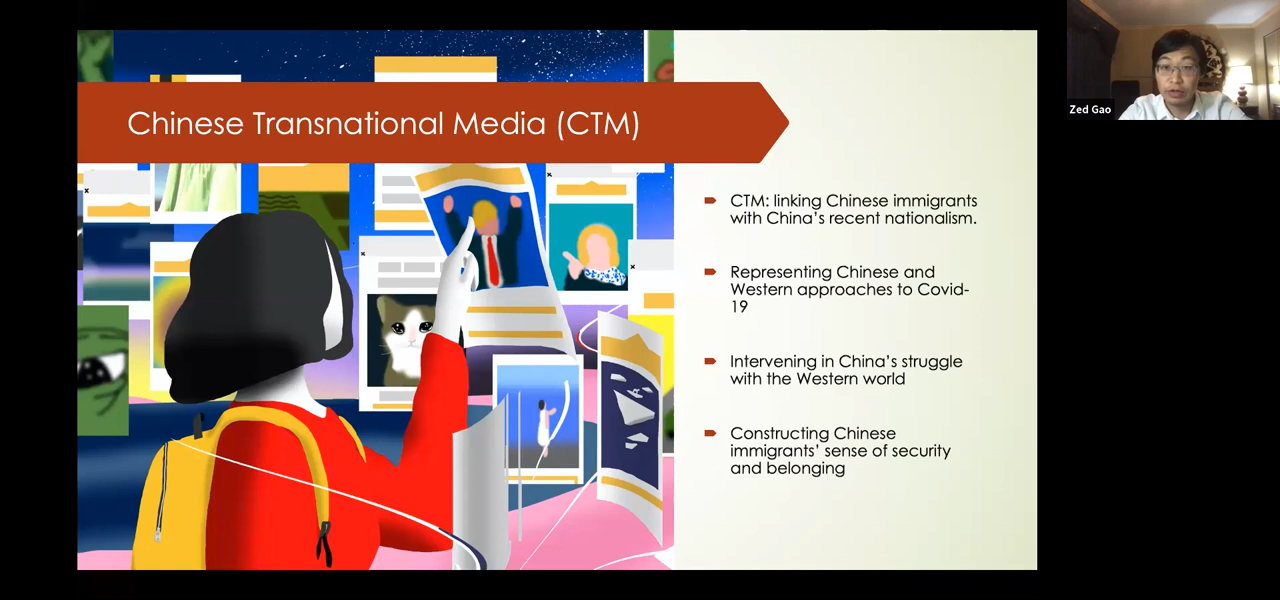 Chinese Transnational Media (CTM)
CTM: linking Chinese immigrants
with China's recent nationalism.
Representing Chinese and
Western approaches to Covid-
19
Intervening in China's struggle
with the Western world
Constructing Chinese
immigrants' sense of security
and belonging
Zed Gao